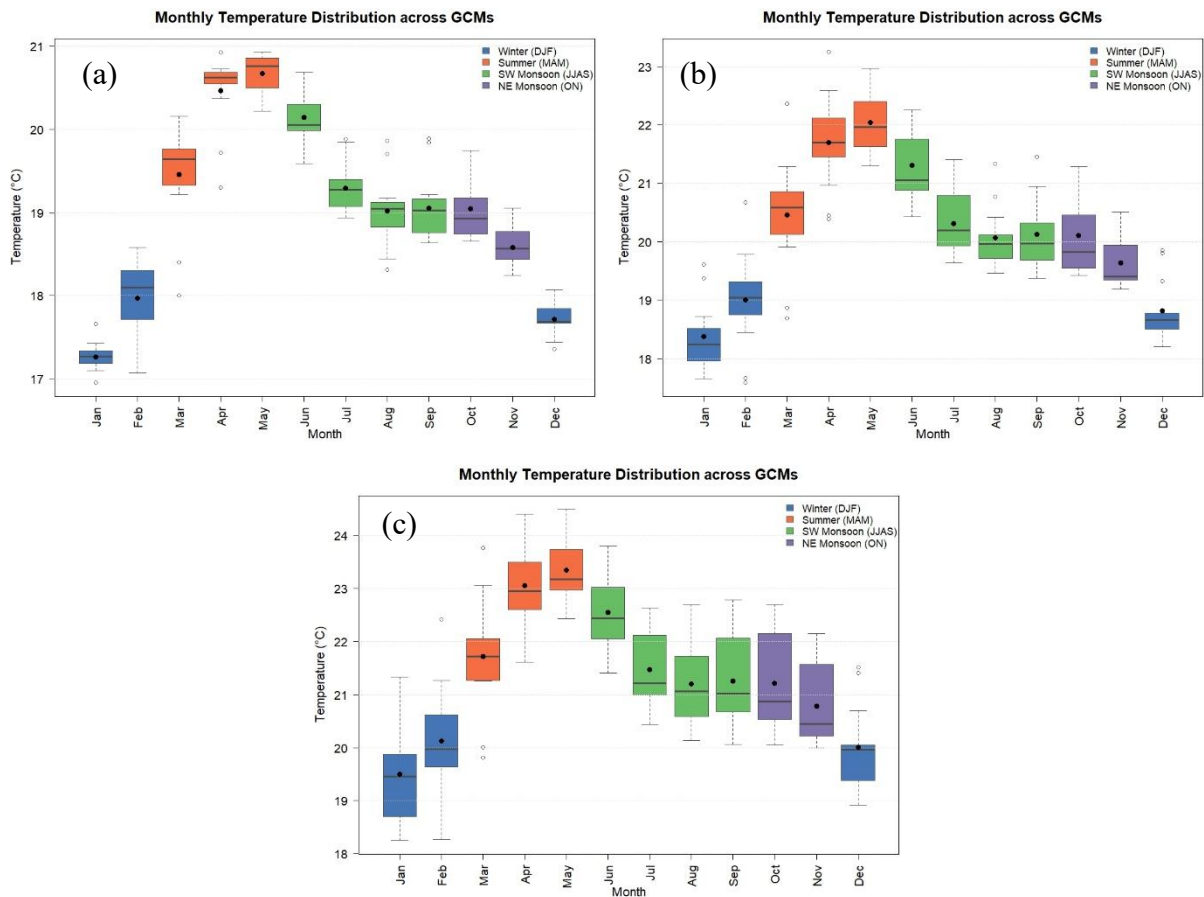 Monthly Temperature Distribution across GCMs
(a)
Winter (DJF)
Summer (MAM)
SW Monsoon (JJAS)
NE Monsoon (ON)
Temperature (°C)
21
20
19
18
17
Jan
Feb
Mar
Apr
May
Jun
Jul
Aug
Sep
Oct
Nov
Dec
Month
Monthly Temperature Distribution across GCMs
(b)
Winter (DJF)
Summer (MAM)
SW Monsoon (JJAS)
NE Monsoon (ON)
Temperature (°C)
23
22
21
20
19
18
Jan
Feb
Mar
Apr
May
Jun
Jul
Aug
Sep
Oct
Nov
Dec
Month
Monthly Temperature Distribution across GCMs
(c)
Winter (DJF)
Summer (MAM)
SW Monsoon (JJAS)
NE Monsoon (ON)
Temperature (°C)
24
23
22
21
20
19
18
Jan
Feb
Mar
Apr
May
Jun
Jul
Aug
Sep
Oct
Nov
Dec
Month